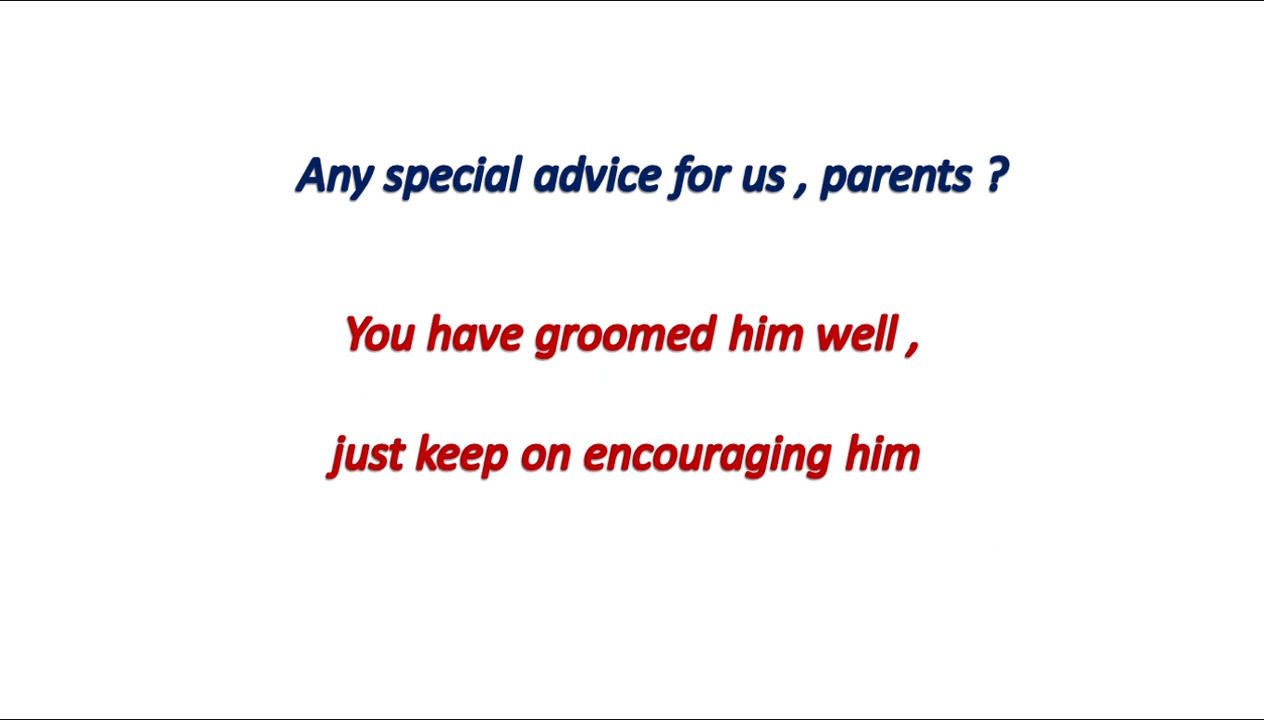 Any special advice for us , parents ?
You have groomed him well ,
just keep on encouraging him